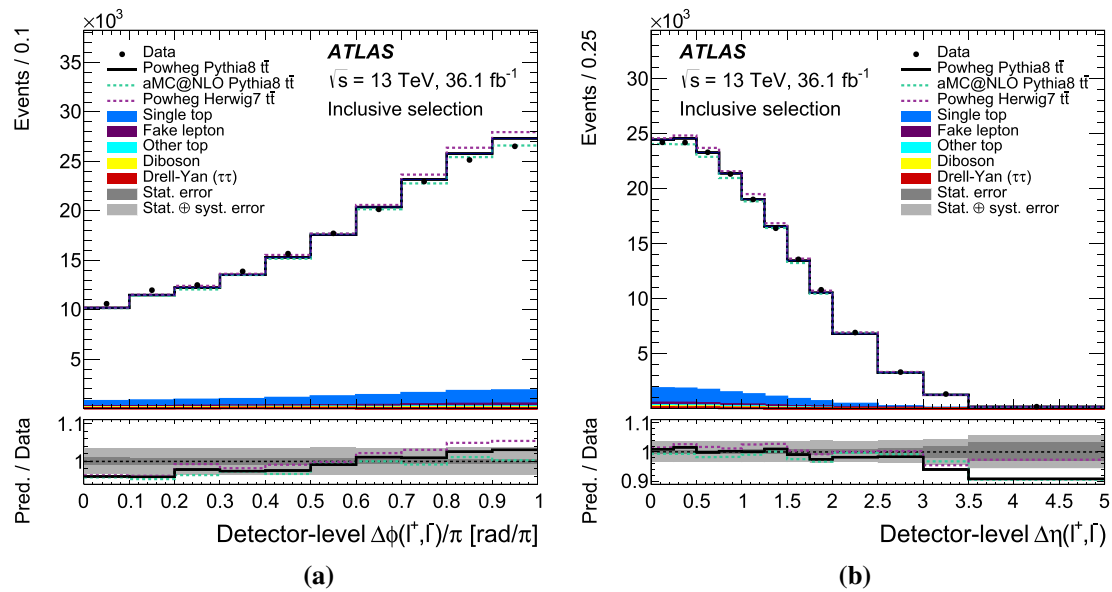 ×10³
Events / 0.1
35
30
25
20
15
10
5
Data
Powheg Pythia8 tt̄
aMC@NLO Pythia8 tt̄
Powheg Herwig7 tt̄
Single top
Fake lepton
Other top
Diboson
Drell-Yan (ττ)
Stat. error
Stat. ⊕ syst. error
ATLAS
√s = 13 TeV, 36.1 fb⁻¹
Inclusive selection
Pred. / Data
1.1
1
0 0.1 0.2 0.3 0.4 0.5 0.6 0.7 0.8 0.9 1
Detector-level Δφ(l⁺,l⁻)/π [rad/π]
(a)
×10³
Events / 0.25
30
25
20
15
10
5
ATLAS
√s = 13 TeV, 36.1 fb⁻¹
Inclusive selection
Data
Powheg Pythia8 tt̄
aMC@NLO Pythia8 tt̄
Powheg Herwig7 tt̄
Single top
Fake lepton
Other top
Diboson
Drell-Yan (ττ)
Stat. error
Stat. ⊕ syst. error
Pred. / Data
1.1
1
0.9
0 0.5 1 1.5 2 2.5 3 3.5 4 4.5 5
Detector-level Δη(l⁺,l⁻)
(b)